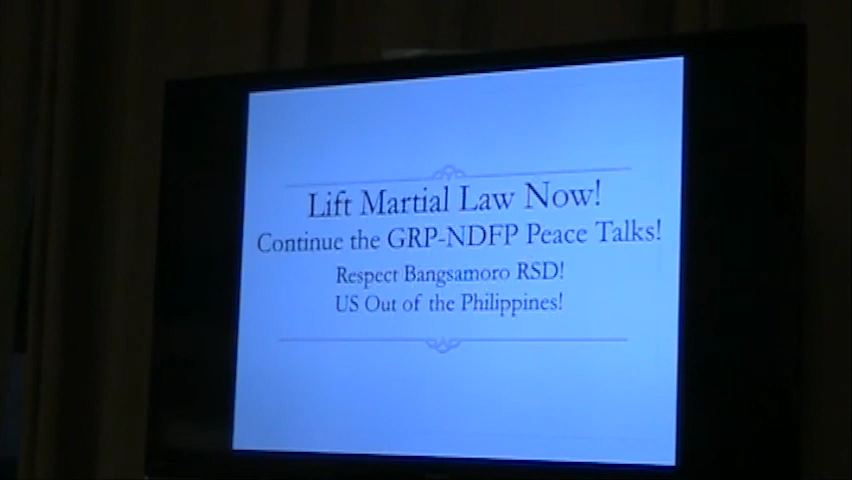 Lift Martial Law Now!
Continue the GRP-NDFP Peace Talks!
Respect Bangsamoro RSD!
US Out of the Philippines!